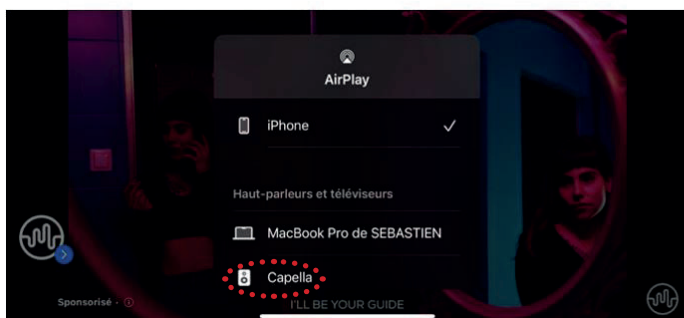 AirPlay
iPhone
Haut-parleurs et téléviseurs
MacBook Pro de SEBASTIEN
Capella
Sponsorisé -
I'LL BE YOUR GUIDE